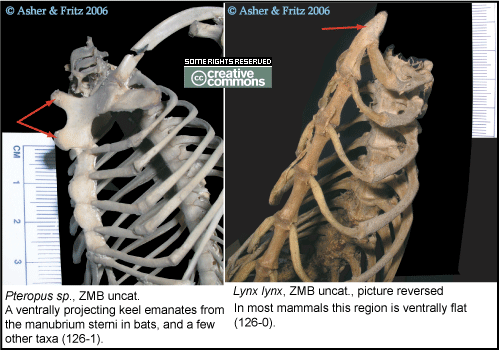 © Asher & Fritz 2006
© Asher & Fritz 2006
SOME RIGHTS RESERVED
cc creative commons
CM
1
2
3
Pteropus sp., ZMB uncat.
A ventrally projecting keel emanates from
the manubrium sterni in bats, and a few
other taxa (126-1).
Lynx lynx, ZMB uncat., picture reversed
In most mammals this region is ventrally flat
(126-0).